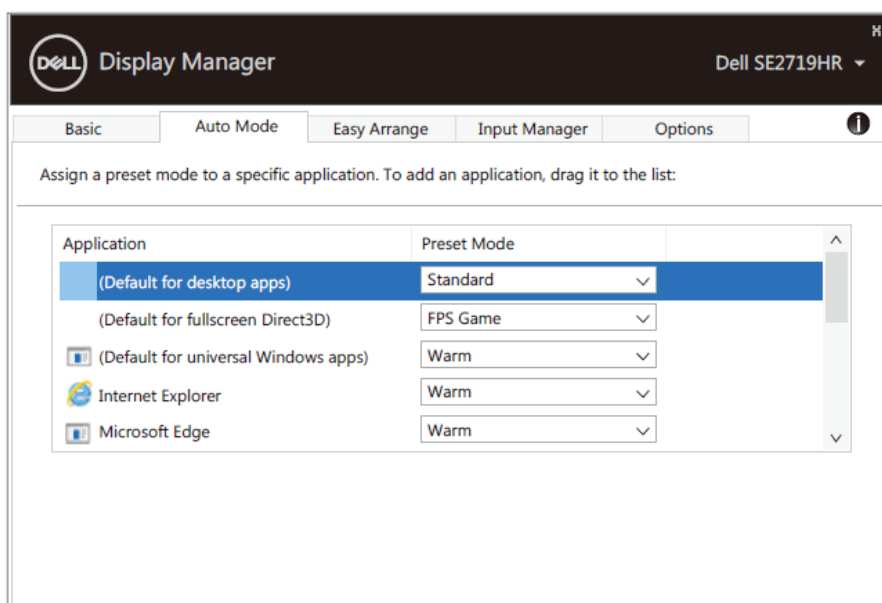 DELL Display Manager Dell SE2719HR
Basic Auto Mode Easy Arrange Input Manager Options
Assign a preset mode to a specific application. To add an application, drag it to the list:
Application Preset Mode
(Default for desktop apps) Standard
(Default for fullscreen Direct3D) FPS Game
(Default for universal Windows apps) Warm
Internet Explorer Warm
Microsoft Edge Warm